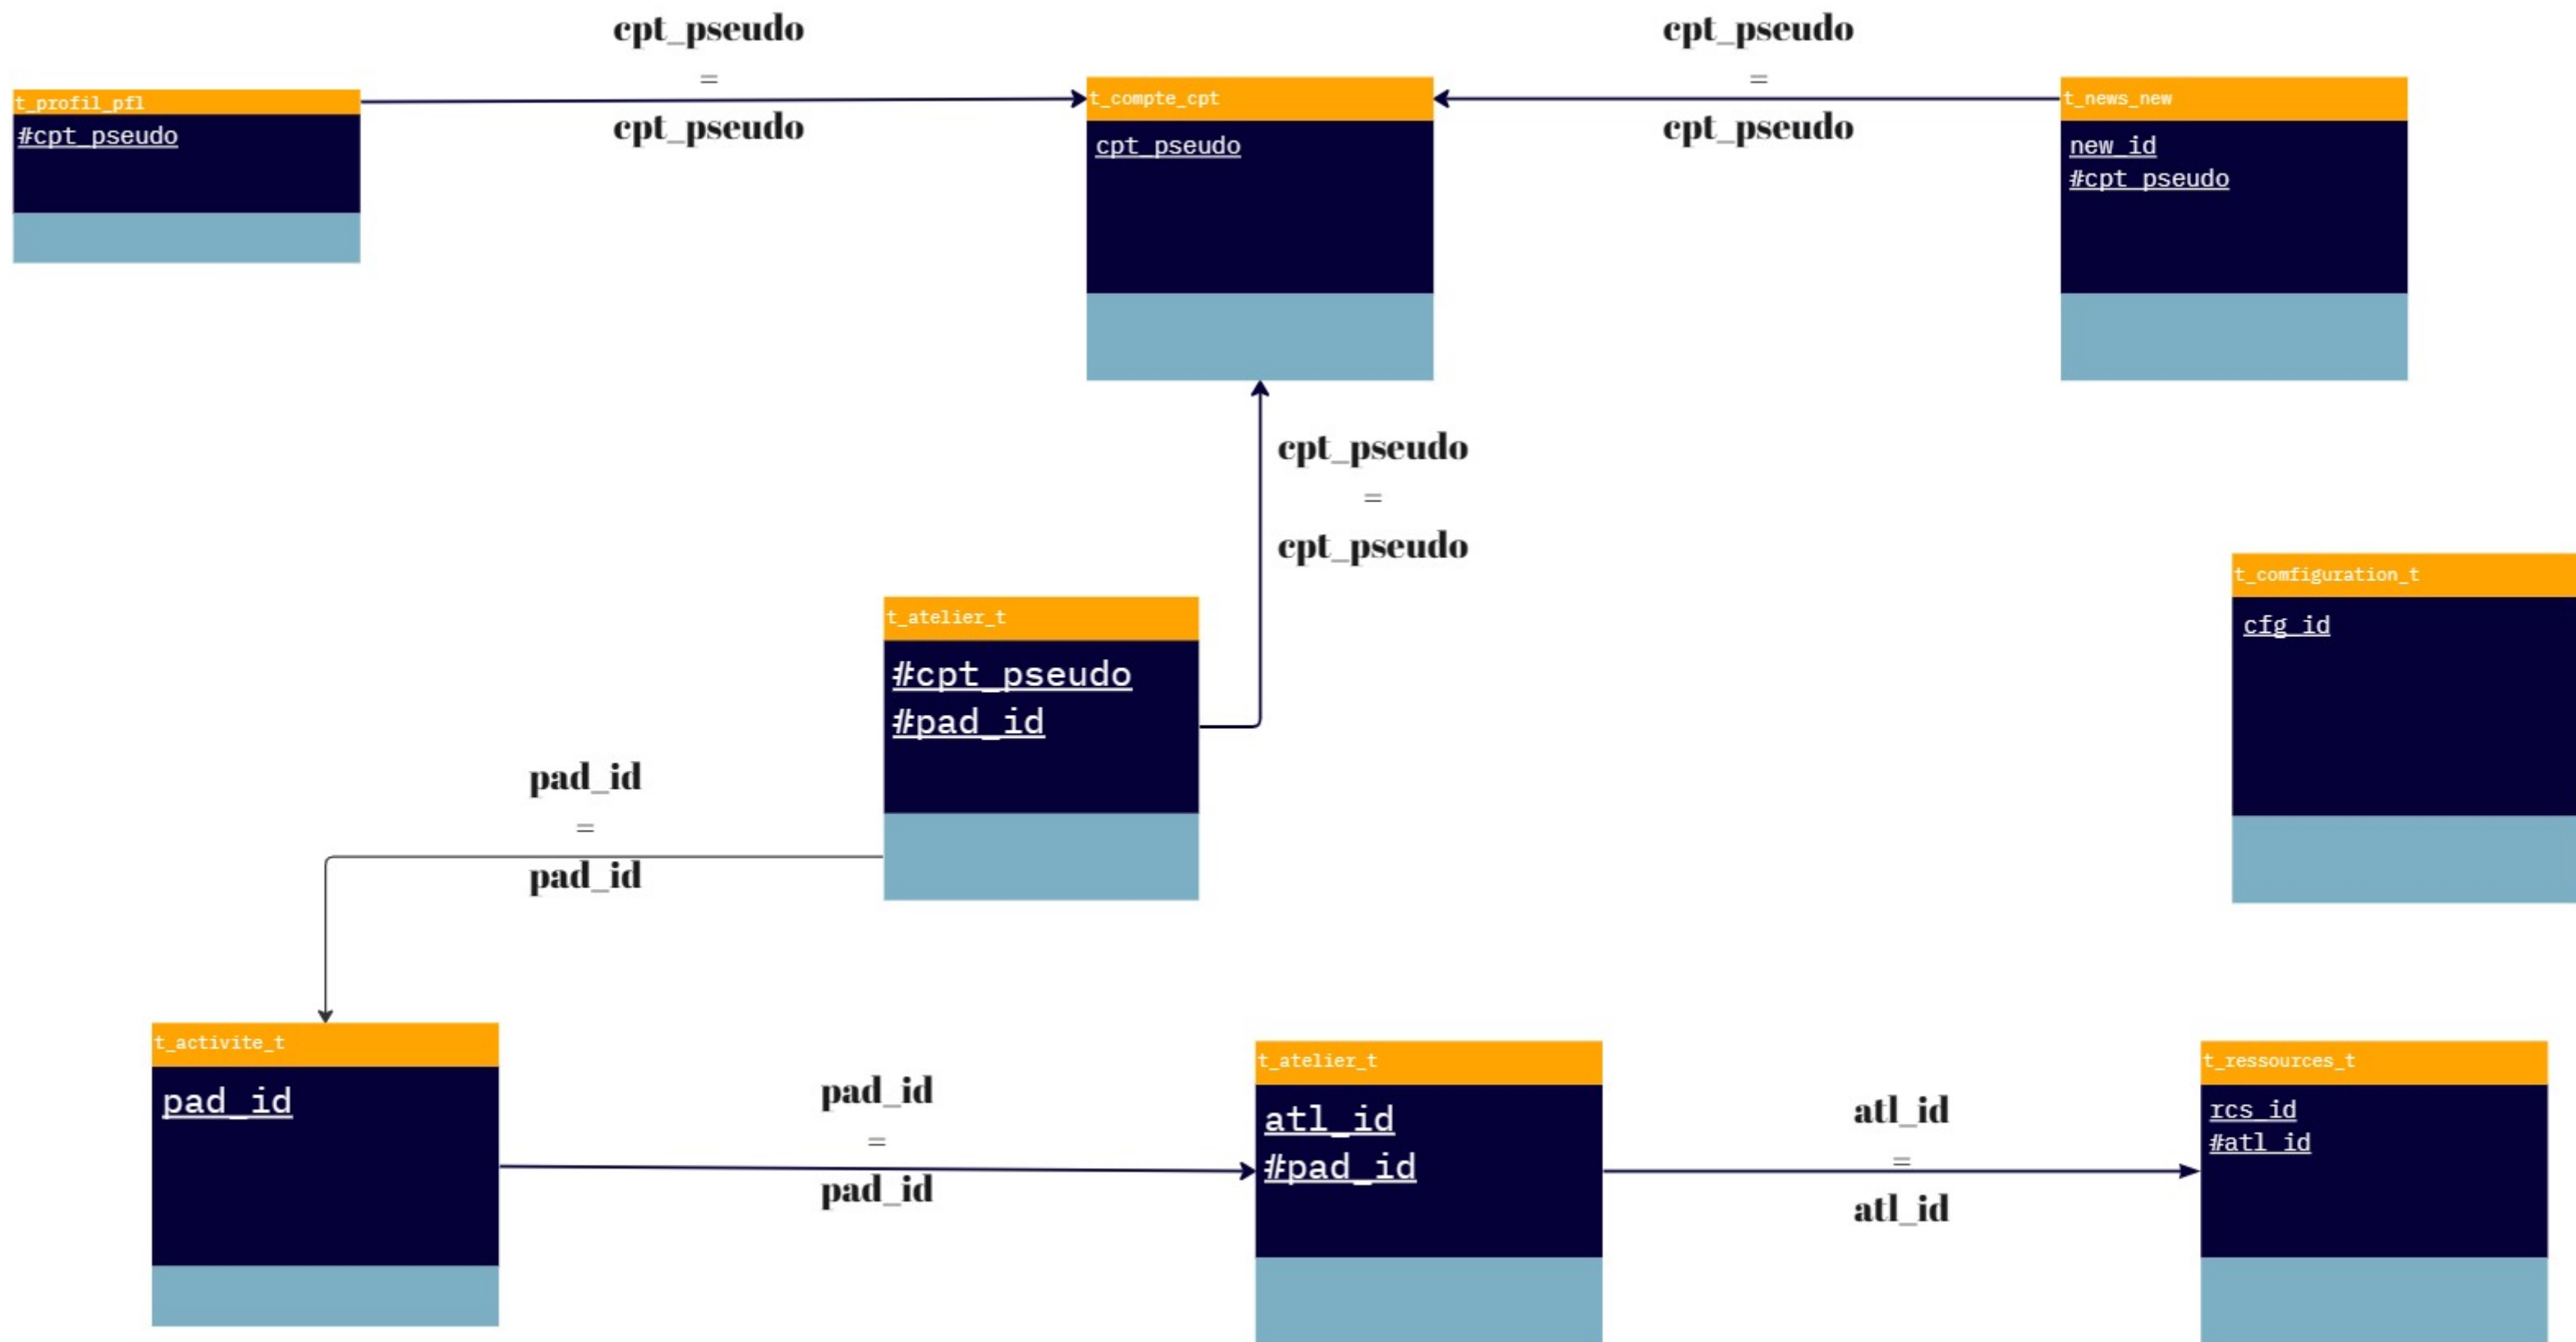 cpt_pseudo
=
cpt_pseudo
cpt_pseudo
=
cpt_pseudo
t_profil_pfl
#cpt_pseudo
t_compte_cpt
cpt_pseudo
t_news_new
new_id
#cpt_pseudo
cpt_pseudo
=
cpt_pseudo
t_comfiguration_t
cfg_id
t_atelier_t
#cpt_pseudo
#pad_id
pad_id
=
pad_id
t_activite_t
pad_id
pad_id
=
pad_id
t_atelier_t
atl_id
#pad_id
atl_id
=
atl_id
t_ressources_t
rcs_id
#atl_id